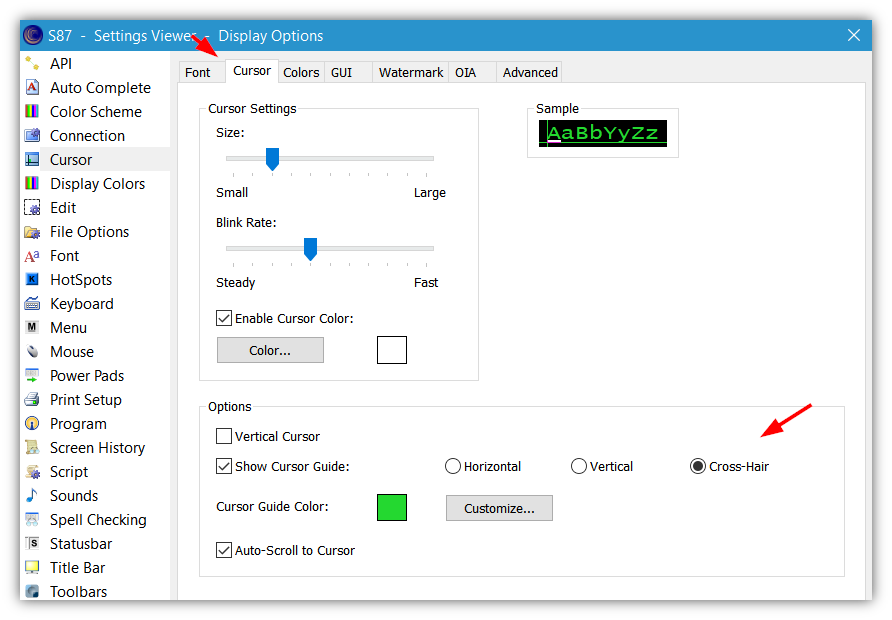 S87 - Settings Viewer - Display Options
API
Auto Complete
Color Scheme
Connection
Cursor
Display Colors
Edit
File Options
Font
HotSpots
Keyboard
Menu
Mouse
Power Pads
Print Setup
Program
Screen History
Script
Sounds
Spell Checking
Statusbar
Title Bar
Toolbars
Font Cursor Colors GUI Watermark OIA Advanced
Cursor Settings
Size:
Small Large
Blink Rate:
Steady Fast
Enable Cursor Color:
Color...
Sample
AaBbYyZz
Options
Vertical Cursor
Show Cursor Guide: Horizontal Vertical Cross-Hair
Cursor Guide Color: Customize...
Auto-Scroll to Cursor